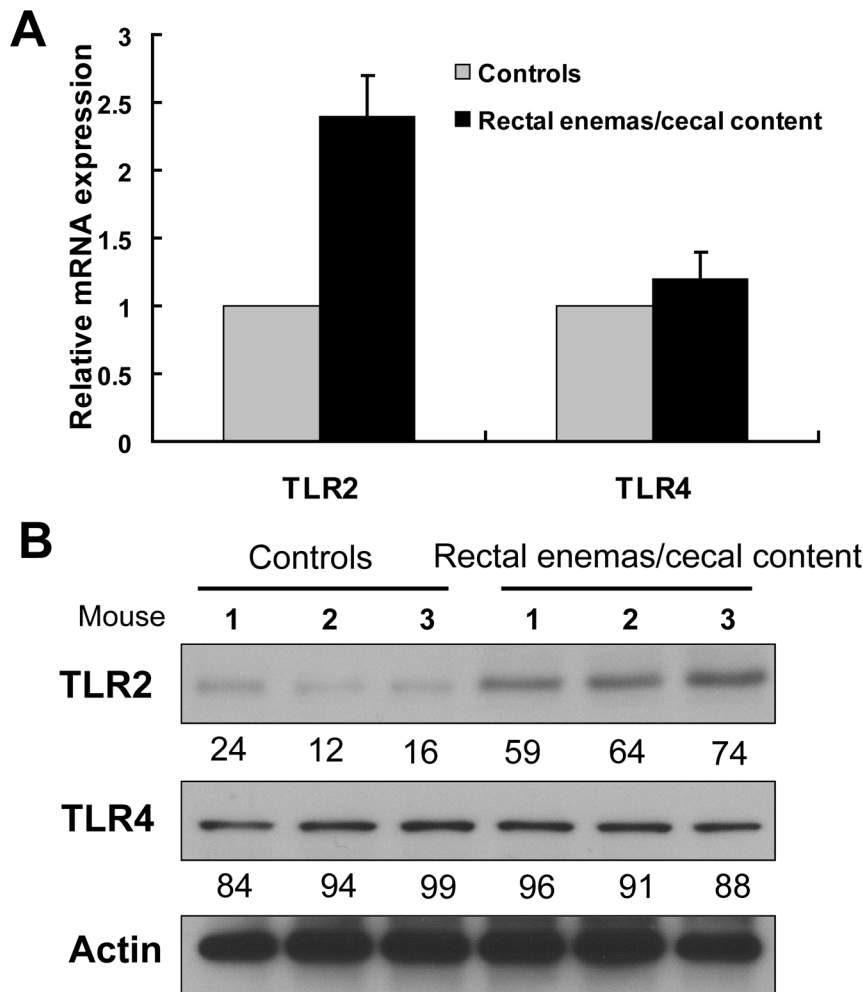 A
Relative mRNA expression
3
2.5
2
1.5
1
0.5
0
Controls
Rectal enemas/cecal content
TLR2 TLR4
B
Controls Rectal enemas/cecal content
Mouse 1 2 3 1 2 3
TLR2
24 12 16 59 64 74
TLR4
84 94 99 96 91 88
Actin